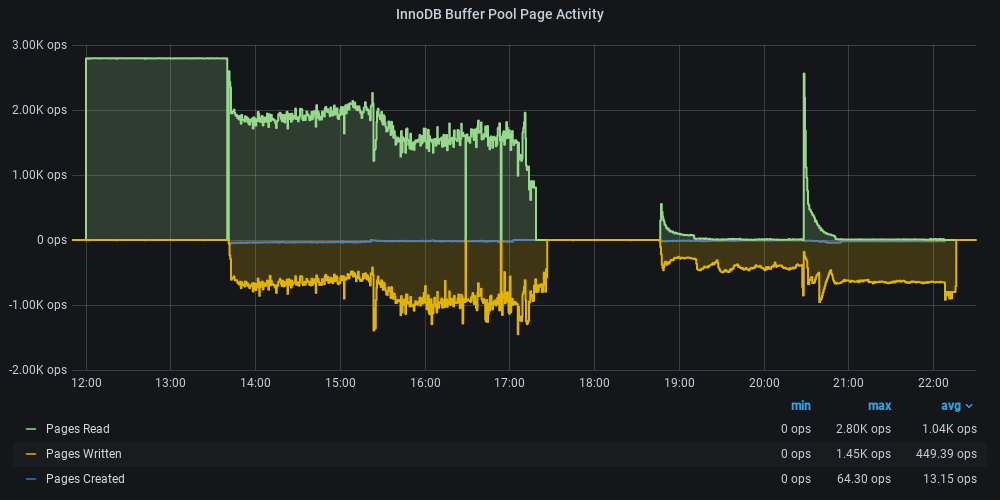 InnoDB Buffer Pool Page Activity
3.00K ops
2.00K ops
1.00K ops
0 ops
-1.00K ops
-2.00K ops
12:00 13:00 14:00 15:00 16:00 17:00 18:00 19:00 20:00 21:00 22:00
min max avg
Pages Read 0 ops 2.80K ops 1.04K ops
Pages Written 0 ops 1.45K ops 449.39 ops
Pages Created 0 ops 64.30 ops 13.15 ops